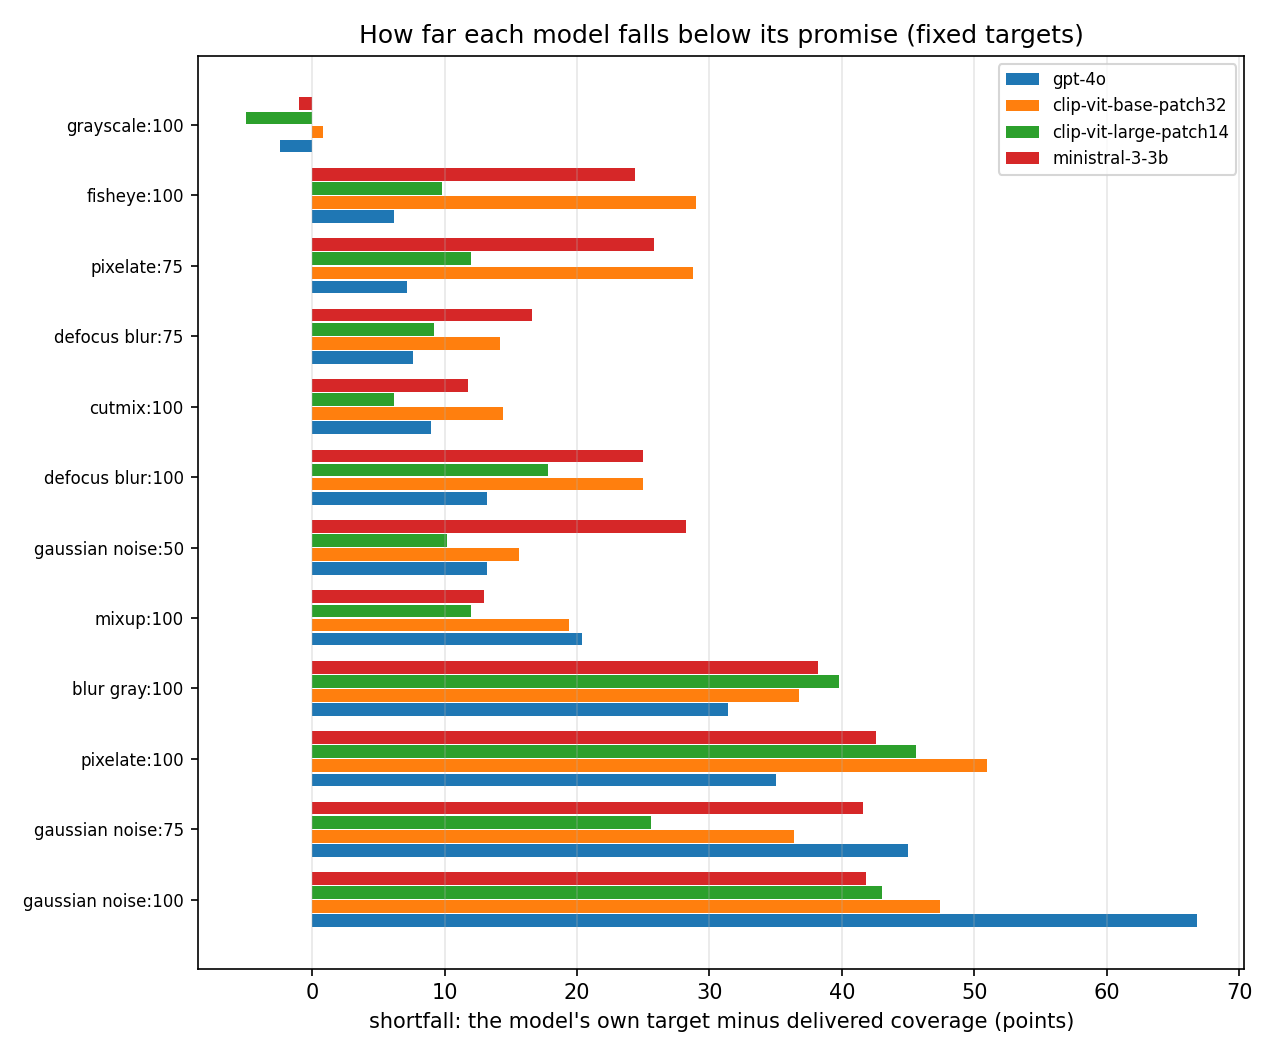 How far each model falls below its promise (fixed targets)
gpt-4o
clip-vit-base-patch32
clip-vit-large-patch14
ministral-3-3b
grayscale:100
fisheye:100
pixelate:75
defocus blur:75
cutmix:100
defocus blur:100
gaussian noise:50
mixup:100
blur gray:100
pixelate:100
gaussian noise:75
gaussian noise:100
0 10 20 30 40 50 60 70
shortfall: the model's own target minus delivered coverage (points)